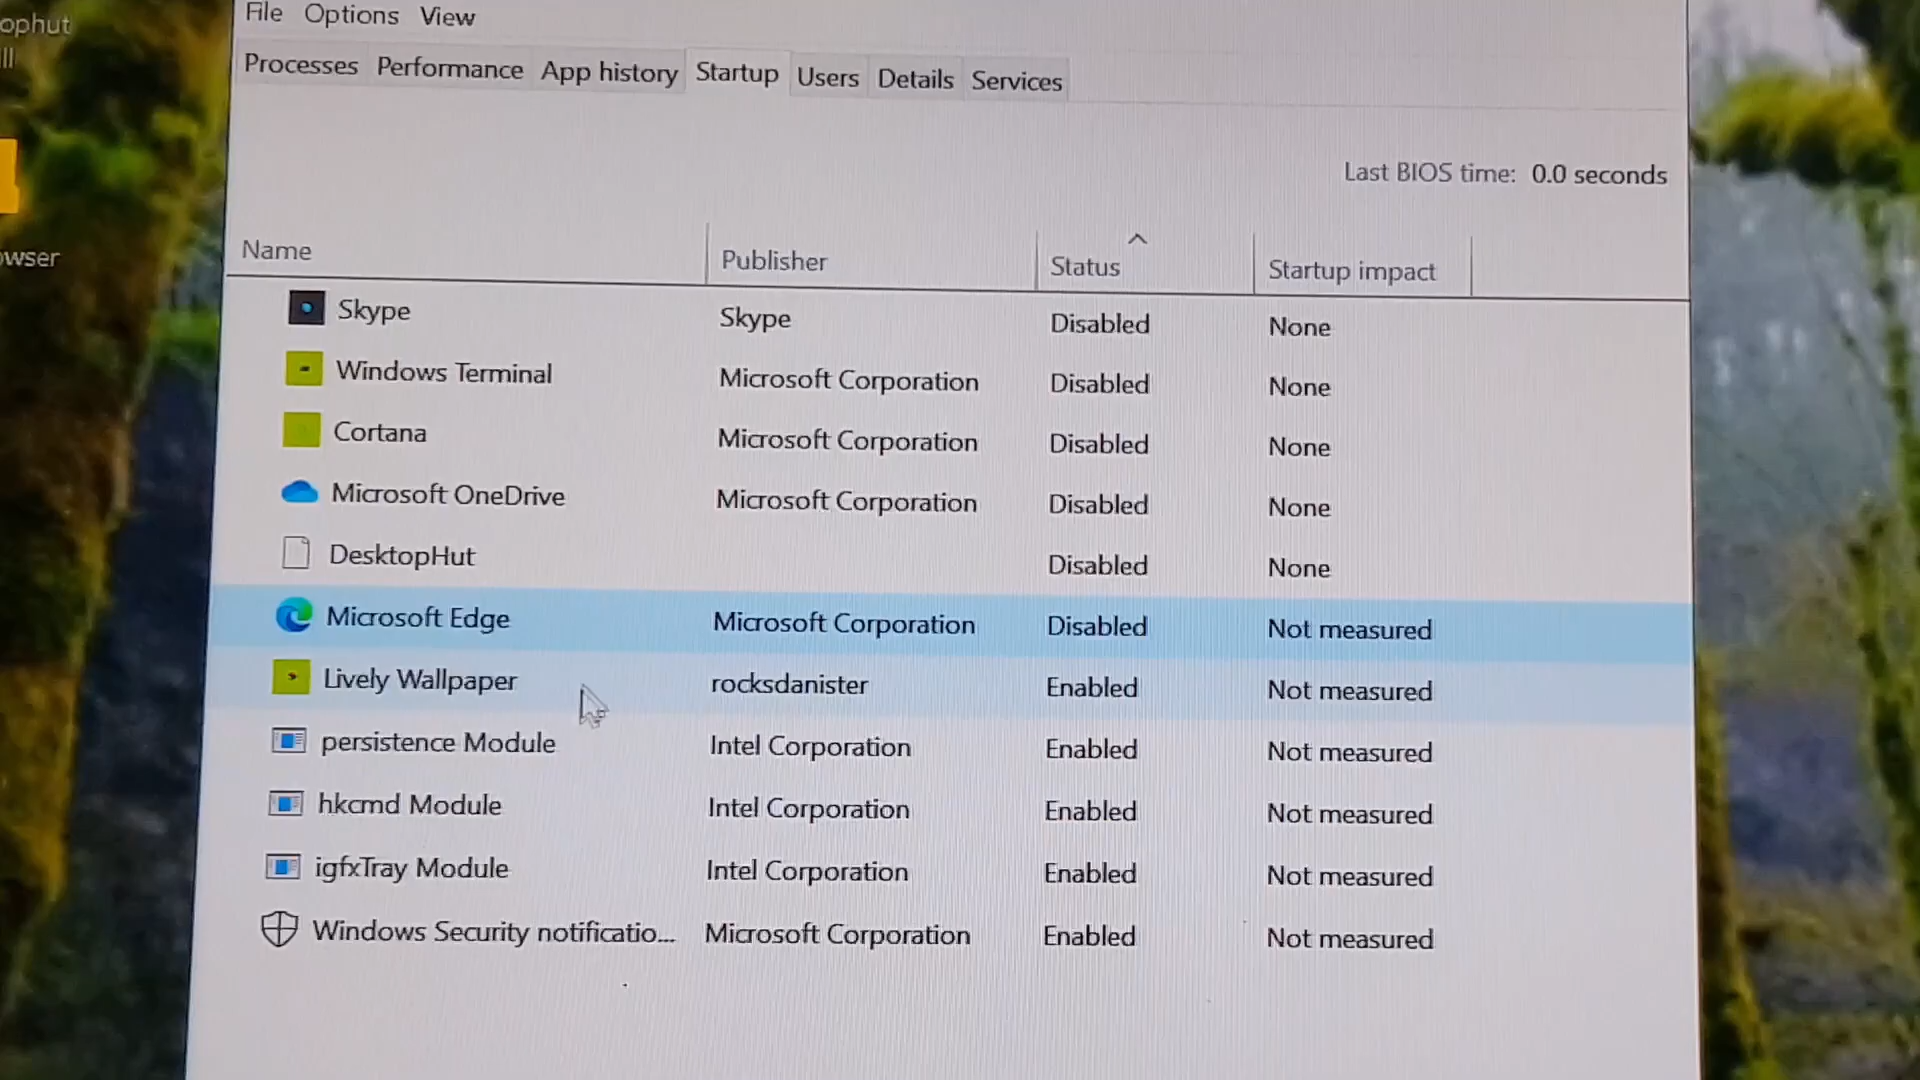 ophut
ll
owser
File Options View
Processes Performance App history Startup Users Details Services
Last BIOS time: 0.0 seconds
Name Publisher Status Startup impact
Skype Skype Disabled None
Windows Terminal Microsoft Corporation Disabled None
Cortana Microsoft Corporation Disabled None
Microsoft OneDrive Microsoft Corporation Disabled None
DesktopHut Disabled None
Microsoft Edge Microsoft Corporation Disabled Not measured
Lively Wallpaper rocksdanister Enabled Not measured
persistence Module Intel Corporation Enabled Not measured
hkcmd Module Intel Corporation Enabled Not measured
igfxTray Module Intel Corporation Enabled Not measured
Windows Security notificatio... Microsoft Corporation Enabled Not measured